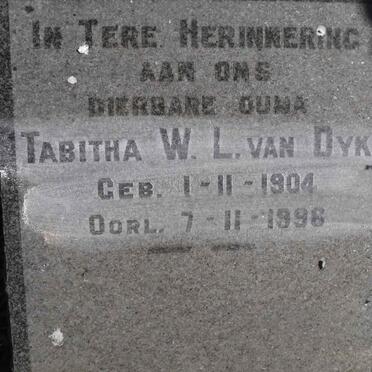 In Tere Herinnering
aan ons
dierbare ouma
Tabitha W. L. van Dyk
Geb. 1-11-1904
Oorl. 7-11-1996